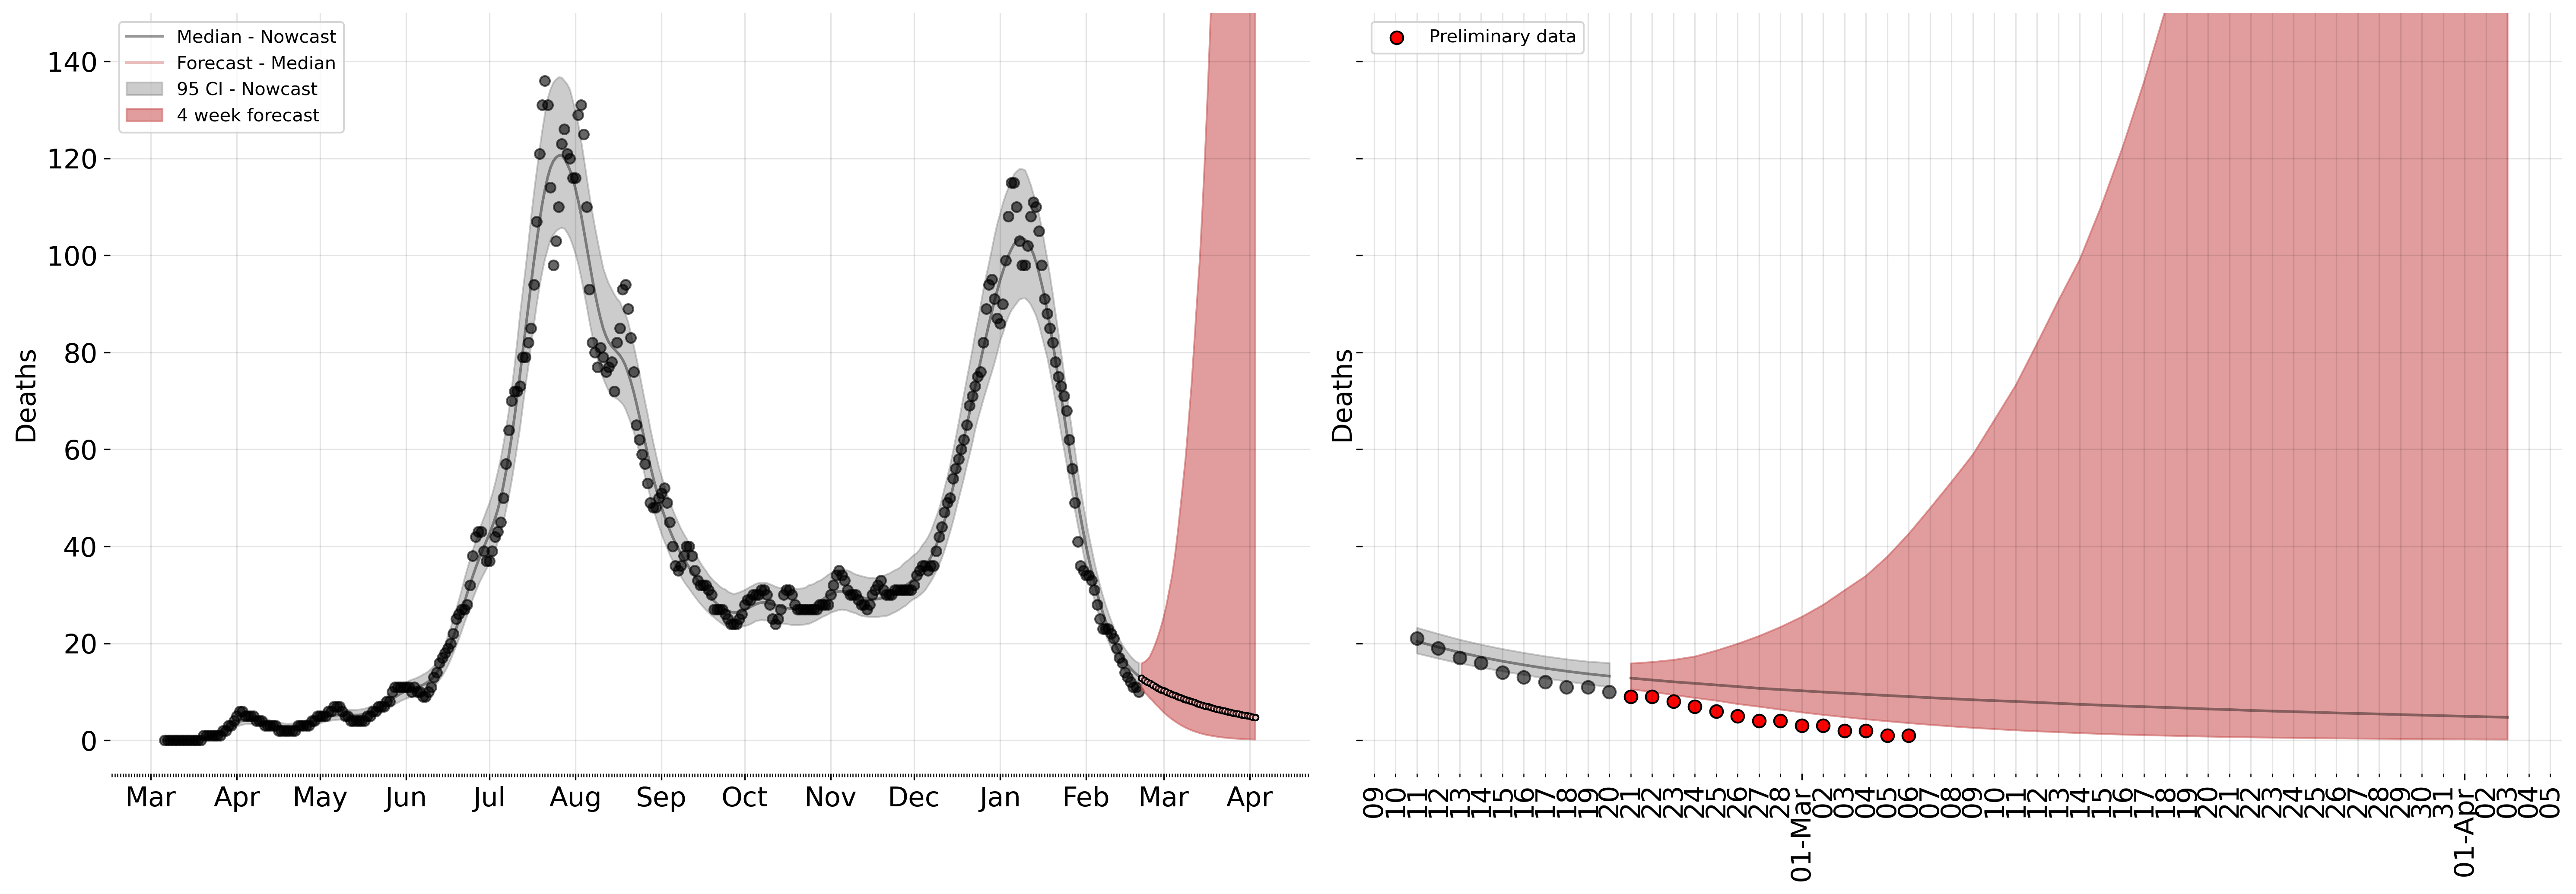 Median - Nowcast
Forecast - Median
95 CI - Nowcast
4 week forecast
Deaths
140
120
100
80
60
40
20
0
Mar Apr May Jun Jul Aug Sep Oct Nov Dec Jan Feb Mar Apr
Preliminary data
Deaths
09 10 11 12 13 14 15 16 17 18 19 20 21 22 23 24 25 26 27 28 01-Mar 02 03 04 05 06 07 08 09 10 11 12 13 14 15 16 17 18 19 20 21 22 23 24 25 26 27 28 29 30 31 01-Apr 02 03 04 05